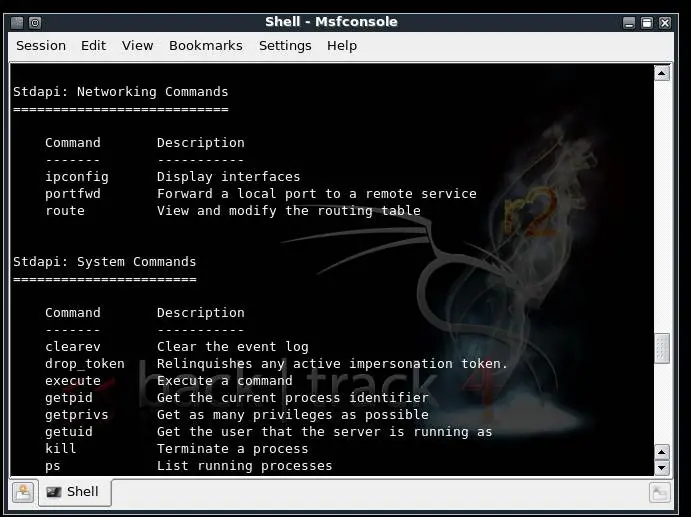 Shell - Msfconsole
Session Edit View Bookmarks Settings Help
Stdapi: Networking Commands
===========================
Command Description
------- -----------
ipconfig Display interfaces
portfwd Forward a local port to a remote service
route View and modify the routing table
r2
Stdapi: System Commands
=======================
Command Description
------- -----------
clearev Clear the event log
drop_token Relinquishes any active impersonation token.
execute Execute a command
getpid Get the current process identifier
getprivs Get as many privileges as possible
getuid Get the user that the server is running as
kill Terminate a process
ps List running processes
<< back | track 4
Shell